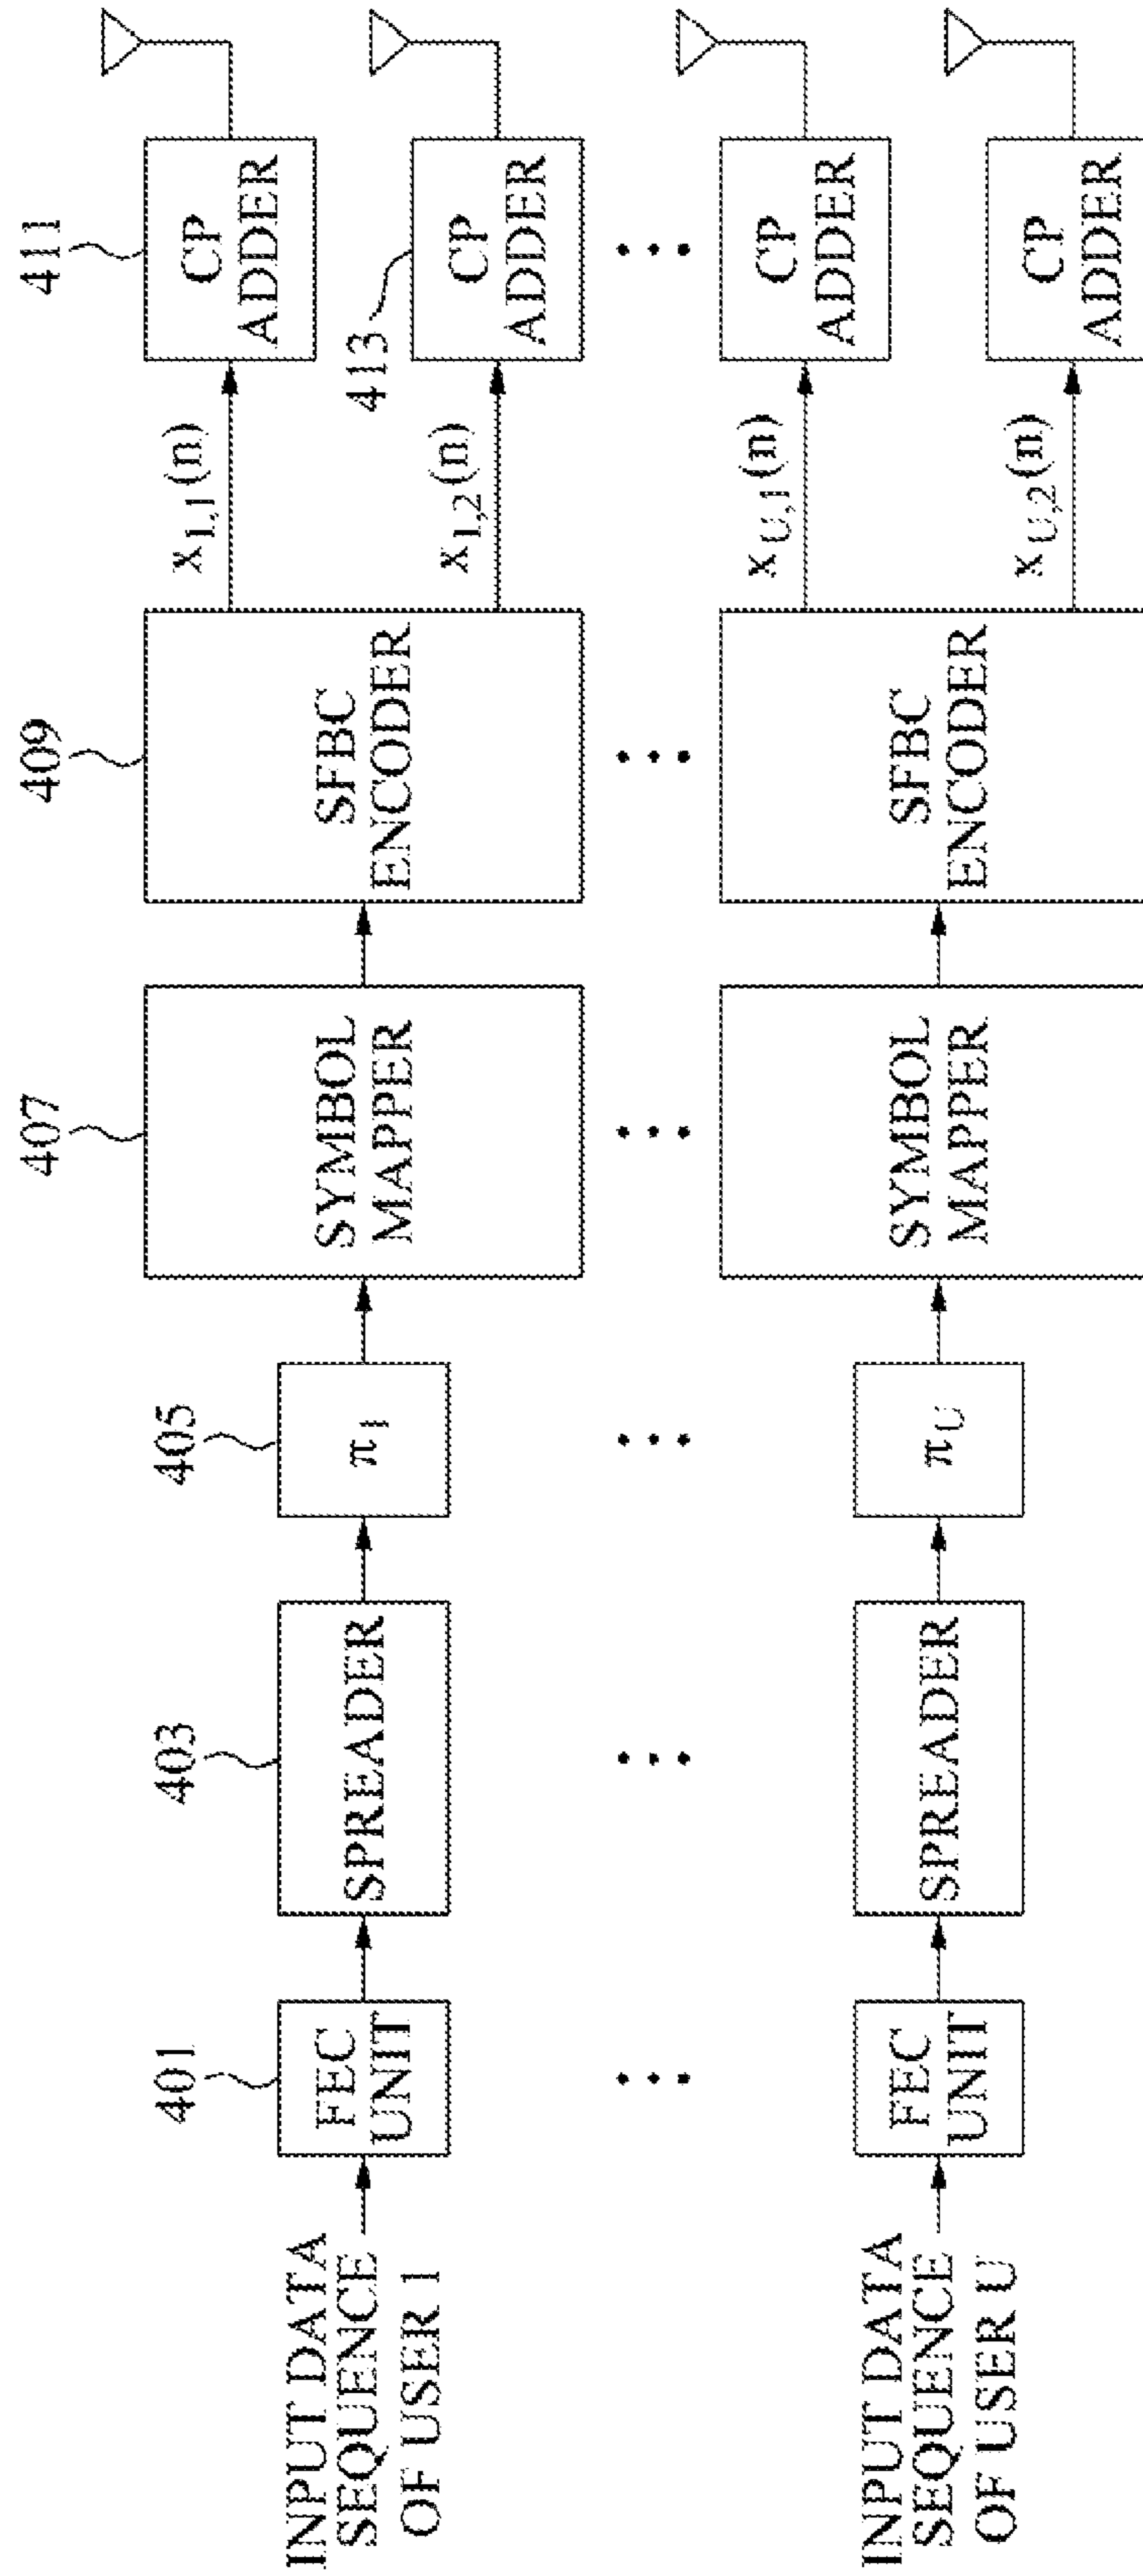 401
403
405
407
409
411
INPUT DATA
SEQUENCE
OF USER 1
FEC
UNIT
SPREADER
π1
SYMBOL
MAPPER
SFBC
ENCODER
x1,1(n)
CP
ADDER
x1,2(n)
413
CP
ADDER
INPUT DATA
SEQUENCE
OF USER U
FEC
UNIT
SPREADER
πU
SYMBOL
MAPPER
SFBC
ENCODER
xU,1(n)
CP
ADDER
xU,2(n)
CP
ADDER